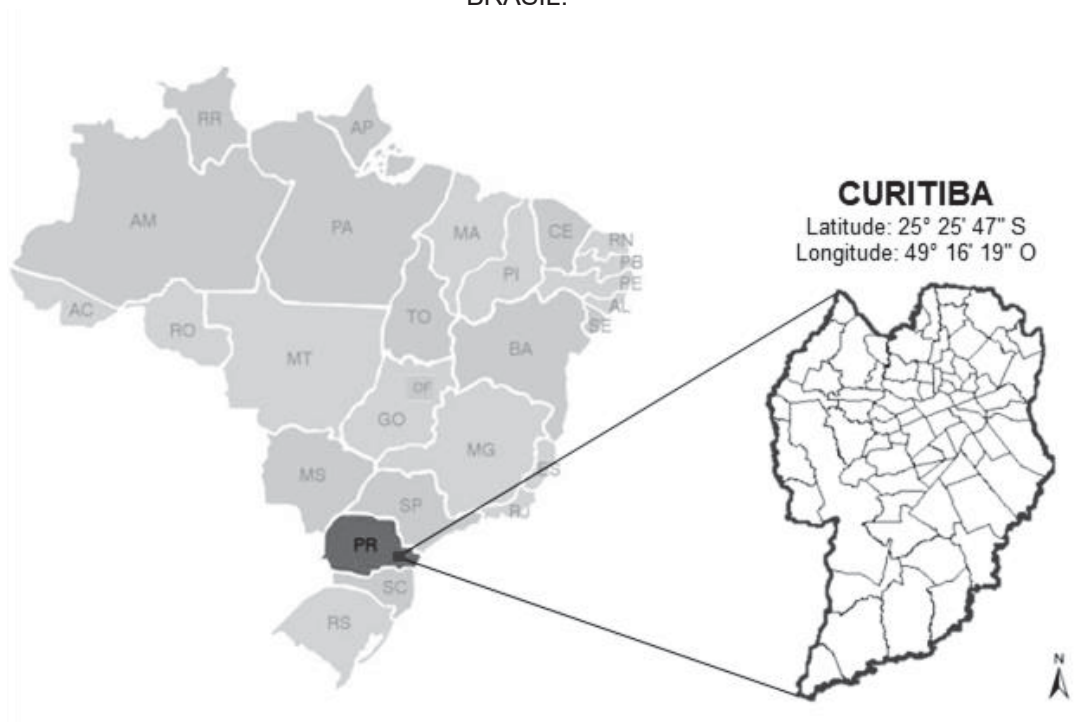 BRASIL.
RR
AP
AM
PA
MA
CE
RN
PB
PI
PE
AC
AL
TO
SE
RO
BA
MT
DF
GO
MG
ES
MS
SP
RJ
PR
SC
RS
CURITIBA
Latitude: 25° 25' 47" S
Longitude: 49° 16' 19" O
N